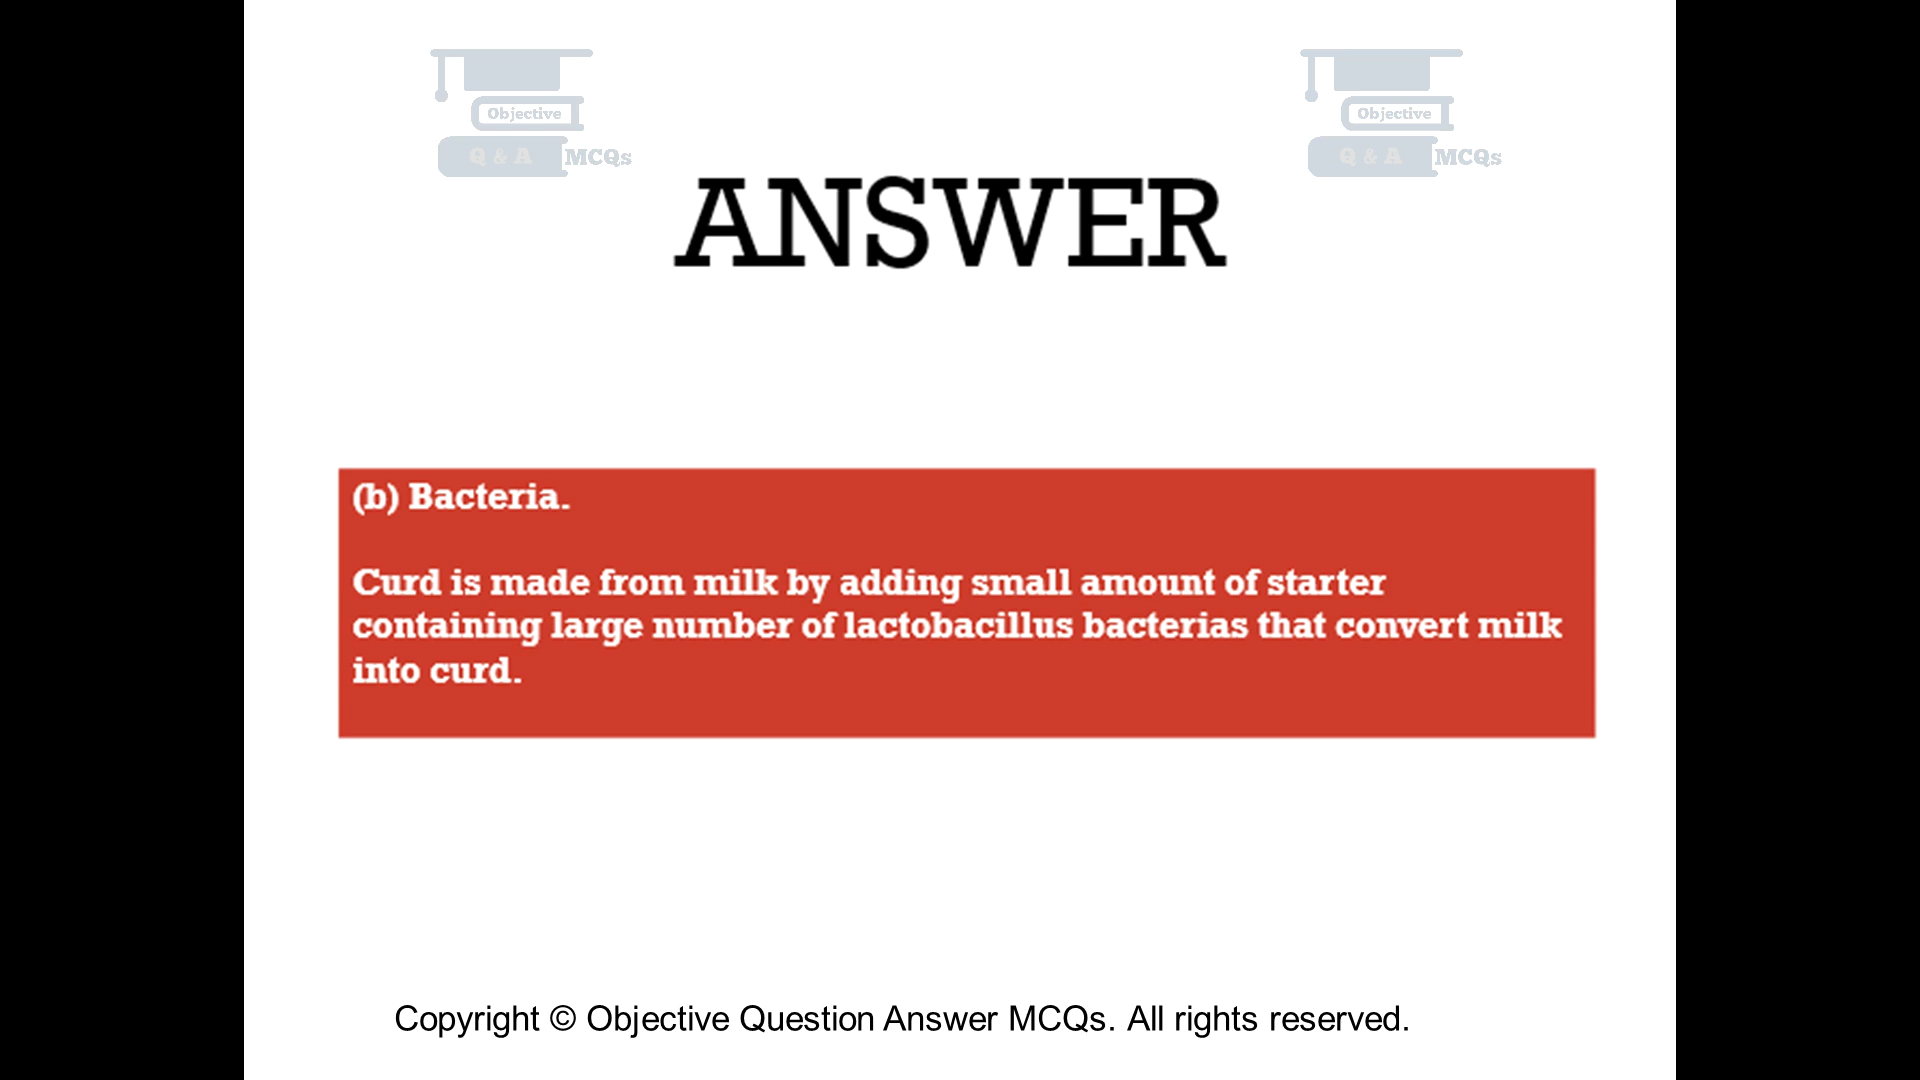 Objective
Q & A MCQs
Objective
Q & A MCQs
ANSWER
(b) Bacteria.
Curd is made from milk by adding small amount of starter
containing large number of lactobacillus bacterias that convert milk
into curd.
Copyright © Objective Question Answer MCQs. All rights reserved.